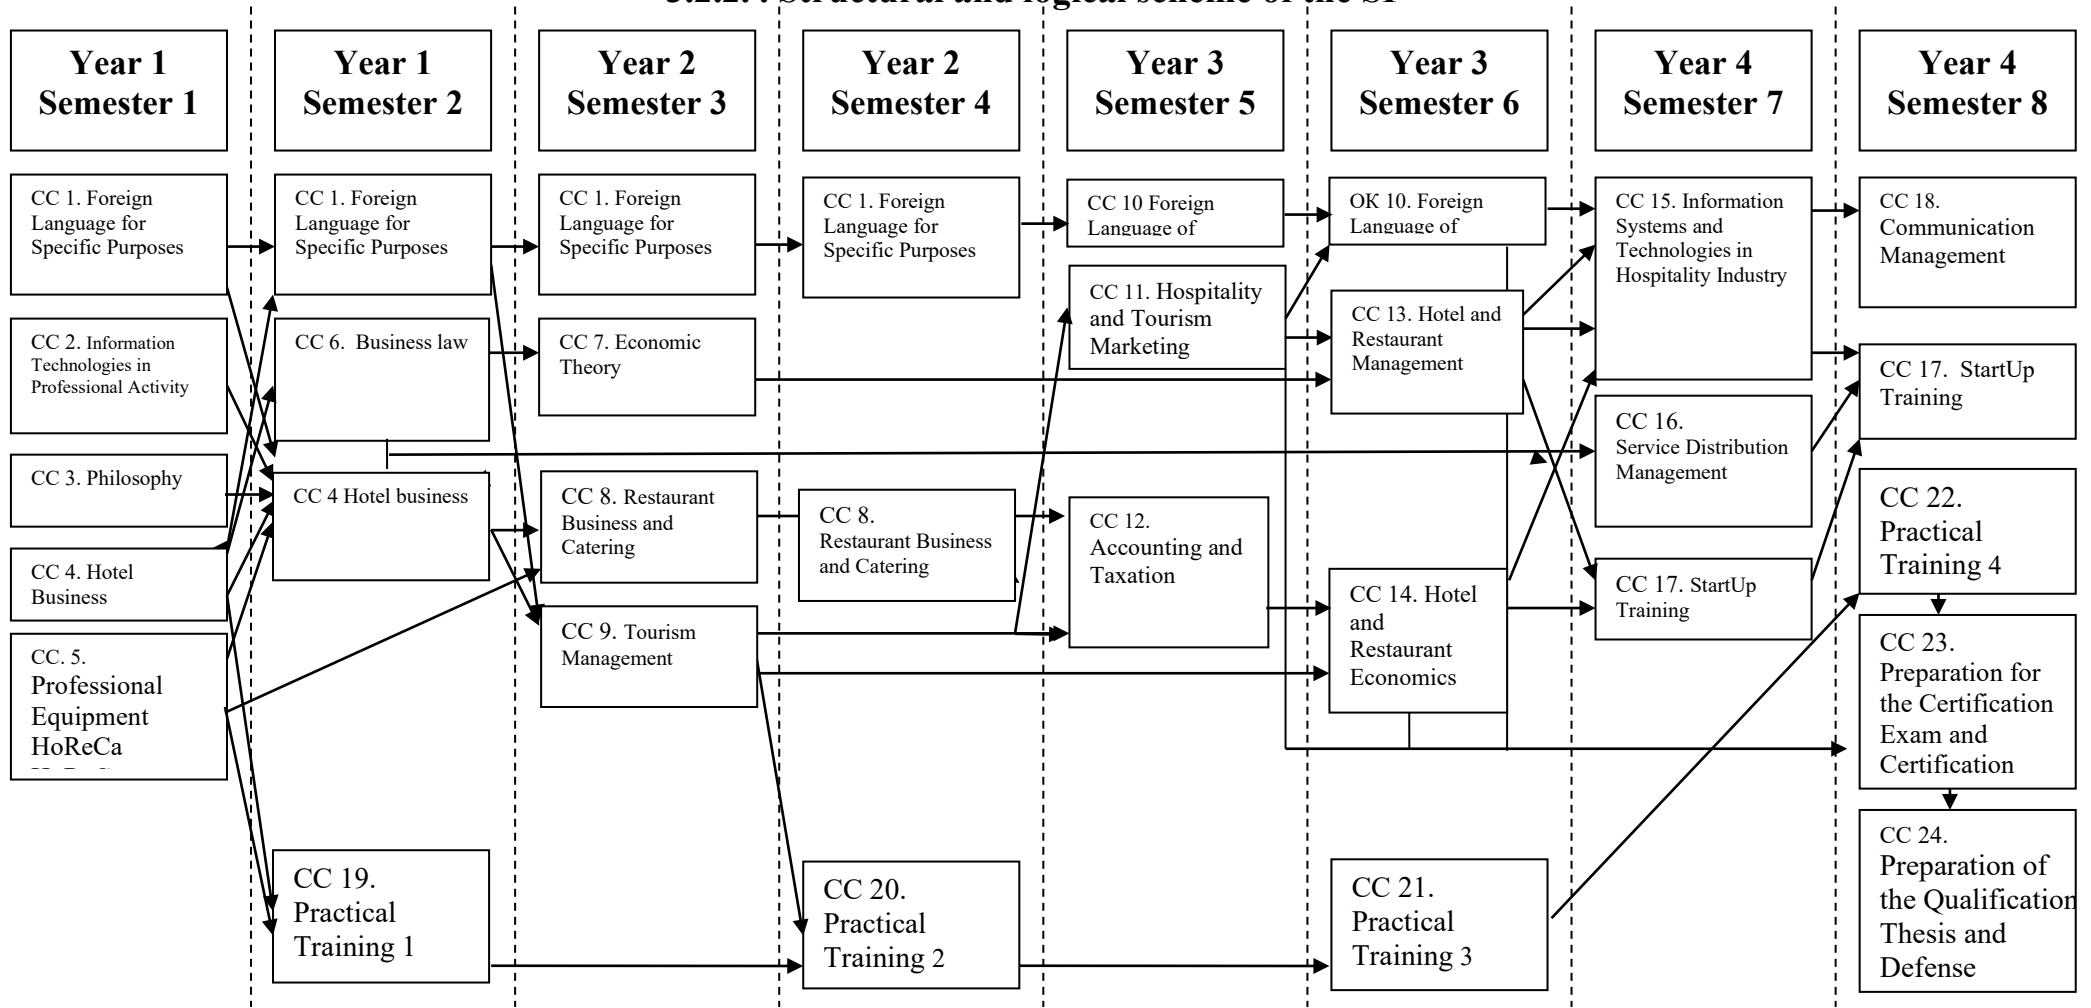 3.2.2. . Structural and logical scheme of the SP
Year 1
Semester 1
Year 1
Semester 2
Year 2
Semester 3
Year 2
Semester 4
Year 3
Semester 5
Year 3
Semester 6
Year 4
Semester 7
Year 4
Semester 8
CC 1. Foreign
Language for
Specific Purposes
CC 2. Information
Technologies in
Professional Activity
CC 3. Philosophy
CC 4. Hotel
Business
CC. 5.
Professional
Equipment
HoReCa
CC 1. Foreign
Language for
Specific Purposes
CC 6. Business law
CC 4 Hotel business
CC 19.
Practical
Training 1
CC 1. Foreign
Language for
Specific Purposes
CC 7. Economic
Theory
CC 8. Restaurant
Business and
Catering
CC 9. Tourism
Management
CC 1. Foreign
Language for
Specific Purposes
CC 8.
Restaurant Business
and Catering
CC 20.
Practical
Training 2
CC 10 Foreign
Language of
CC 11. Hospitality
and Tourism
Marketing
CC 12.
Accounting and
Taxation
ОК 10. Foreign
Language of
CC 13. Hotel and
Restaurant
Management
CC 14. Hotel
and
Restaurant
Economics
CC 21.
Practical
Training 3
CC 15. Information
Systems and
Technologies in
Hospitality Industry
CC 16.
Service Distribution
Management
CC 17. StartUp
Training
CC 18.
Communication
Management
CC 17. StartUp
Training
CC 22.
Practical
Training 4
CC 23.
Preparation for
the Certification
Exam and
Certification
CC 24.
Preparation of
the Qualification
Thesis and
Defense